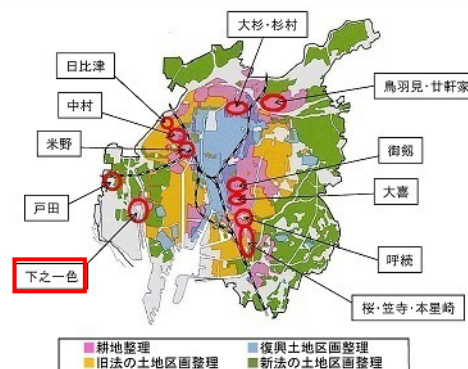 大杉・杉村
日比津
鳥羽見・廿軒家
中村
米野
御劔
大喜
戸田
呼続
下之一色
桜・笠寺・本星崎
耕地整理 復興土地区画整理
旧法の土地区画整理 新法の土地区画整理